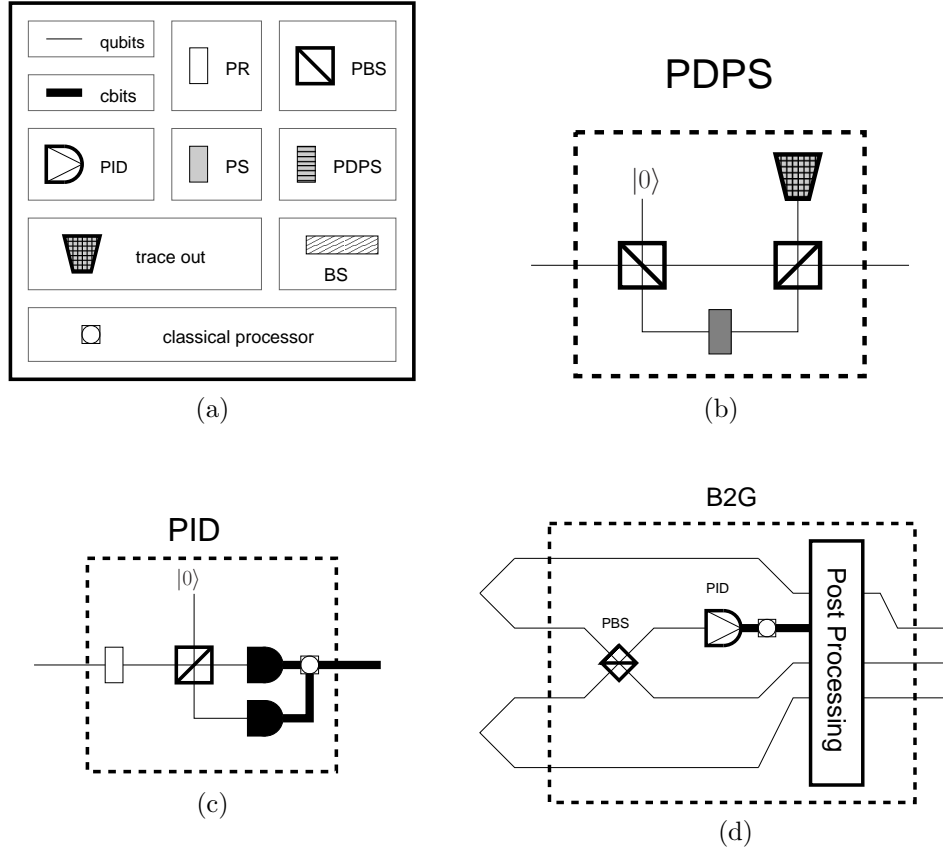 qubits
cbits
PR
PBS
PID
PS
PDPS
trace out
BS
classical processor
(a)
PDPS
|0⟩
(b)
PID
|0⟩
(c)
B2G
PBS
PID
Post Processing
(d)